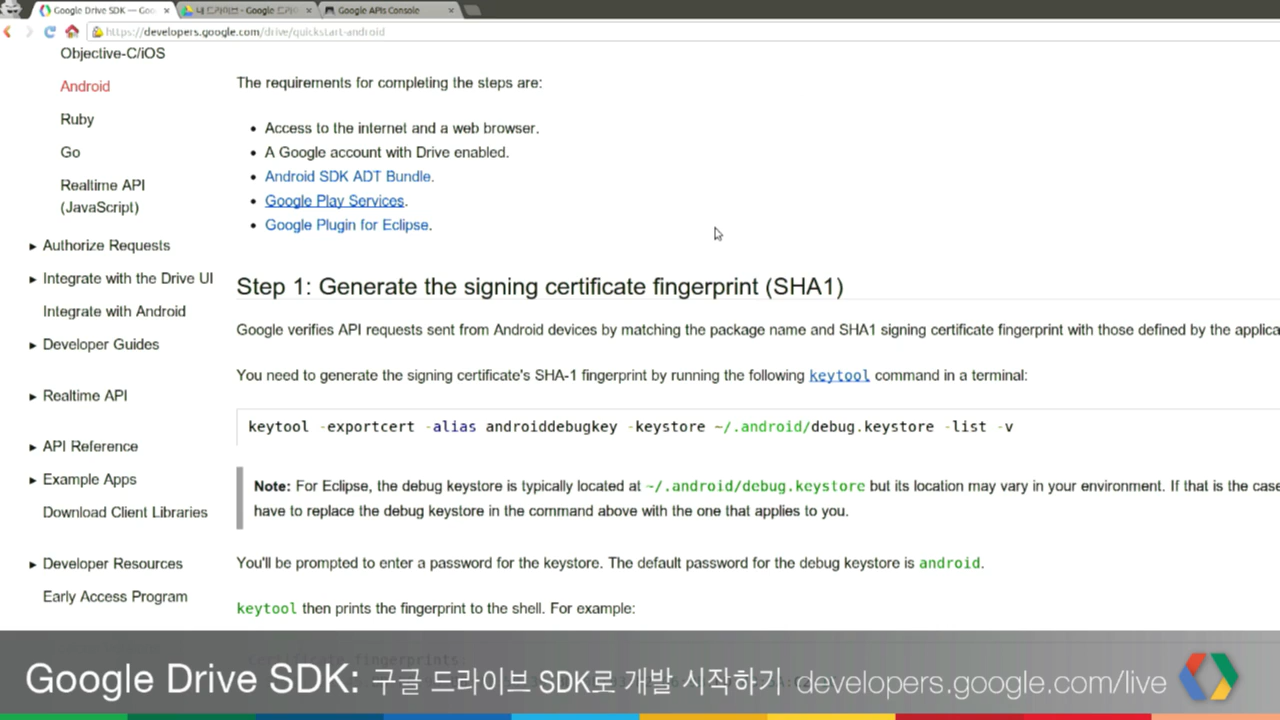 Google Drive SDK — Goo
내 드라이브 - Google 드라이
Google APIs Console
https://developers.google.com/drive/quickstart-android
Objective-C/iOS
Android
Ruby
Go
Realtime API
(JavaScript)
Authorize Requests
Integrate with the Drive UI
Integrate with Android
Developer Guides
Realtime API
API Reference
Example Apps
Download Client Libraries
Developer Resources
Early Access Program
The requirements for completing the steps are:
Access to the internet and a web browser.
A Google account with Drive enabled.
Android SDK ADT Bundle.
Google Play Services.
Google Plugin for Eclipse.
Step 1: Generate the signing certificate fingerprint (SHA1)
Google verifies API requests sent from Android devices by matching the package name and SHA1 signing certificate fingerprint with those defined by the applica
You need to generate the signing certificate's SHA-1 fingerprint by running the following keytool command in a terminal:
keytool -exportcert -alias androiddebugkey -keystore ~/.android/debug.keystore -list -v
Note: For Eclipse, the debug keystore is typically located at ~/.android/debug.keystore but its location may vary in your environment. If that is the case
have to replace the debug keystore in the command above with the one that applies to you.
You'll be prompted to enter a password for the keystore. The default password for the debug keystore is android.
keytool then prints the fingerprint to the shell. For example:
Google Drive SDK: 구글 드라이브 SDK로 개발 시작하기 developers.google.com/live